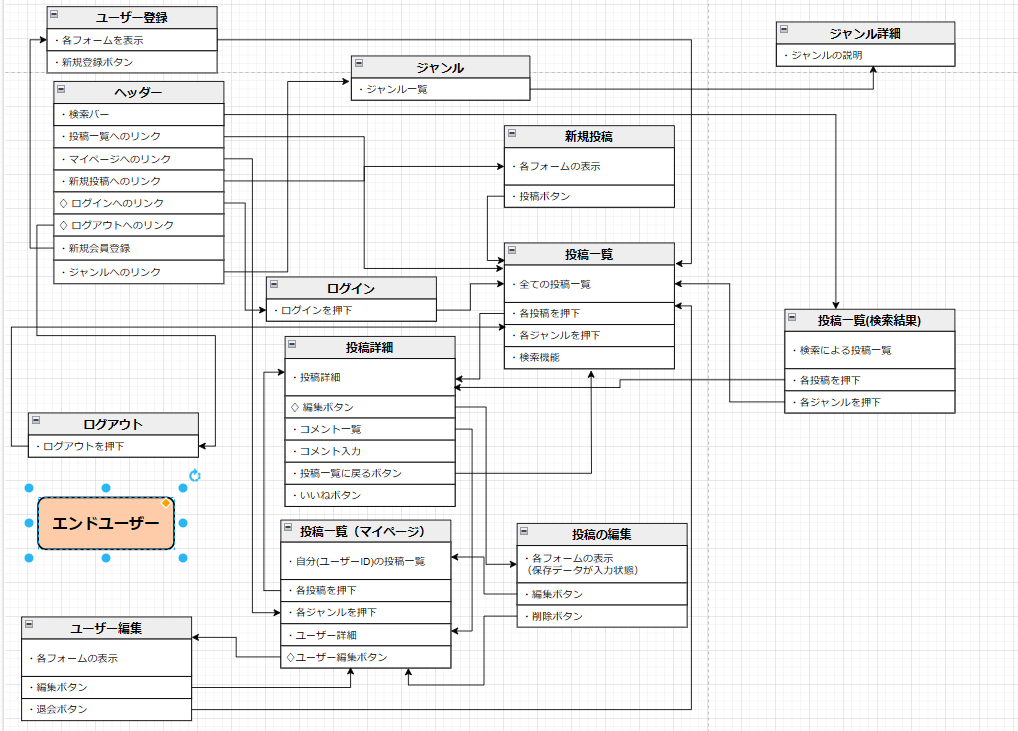 ユーザー登録
・各フォームを表示
・新規登録ボタン
ヘッダー
・検索バー
・投稿一覧へのリンク
・マイページへのリンク
・新規投稿へのリンク
◇ ログインへのリンク
◇ ログアウトへのリンク
・新規会員登録
・ジャンルへのリンク
ジャンル
・ジャンル一覧
ジャンル詳細
・ジャンルの説明
新規投稿
・各フォームの表示
・投稿ボタン
投稿一覧
・全ての投稿一覧
・各投稿を押下
・各ジャンルを押下
・検索機能
ログイン
・ログインを押下
投稿一覧(検索結果)
・検索による投稿一覧
・各投稿を押下
・各ジャンルを押下
投稿詳細
・投稿詳細
◇ 編集ボタン
・コメント一覧
・コメント入力
・投稿一覧に戻るボタン
・いいねボタン
ログアウト
・ログアウトを押下
エンドユーザー
投稿一覧（マイページ）
・自分(ユーザーID)の投稿一覧
・各投稿を押下
・各ジャンルを押下
・ユーザー詳細
◇ユーザー編集ボタン
投稿の編集
・各フォームの表示
（保存データが入力状態）
・編集ボタン
・削除ボタン
ユーザー編集
・各フォームの表示
・編集ボタン
・退会ボタン